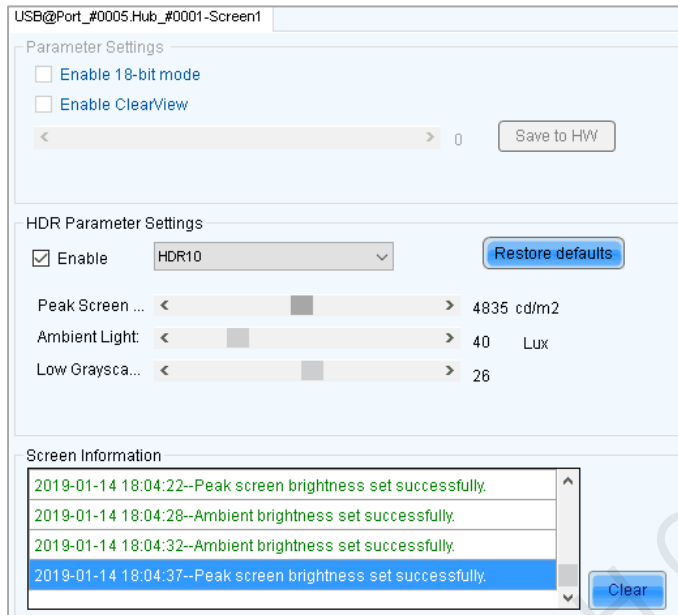 USB@Port_#0005.Hub_#0001-Screen1
Parameter Settings
Enable 18-bit mode
Enable ClearView
0 Save to HW
HDR Parameter Settings
Enable HDR10 Restore defaults
Peak Screen ... 4835 cd/m2
Ambient Light: 40 Lux
Low Graysca... 26
Screen Information
2019-01-14 18:04:22--Peak screen brightness set successfully.
2019-01-14 18:04:28--Ambient brightness set successfully.
2019-01-14 18:04:32--Ambient brightness set successfully.
2019-01-14 18:04:37--Peak screen brightness set successfully.
Clear